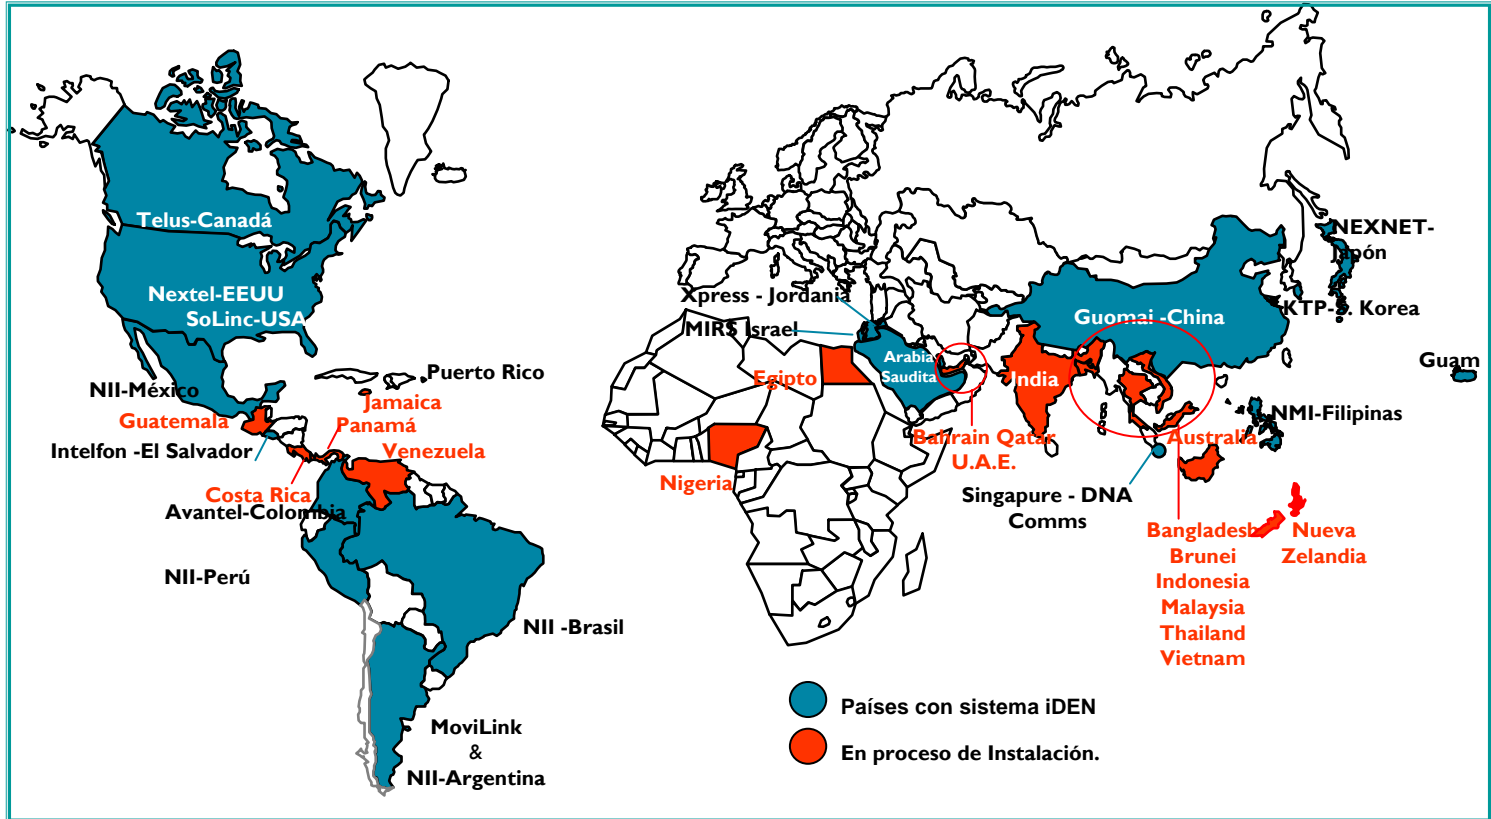 Telus-Canadá
Nextel-EEUU
SoLinc-USA
NII-México
Guatemala
Intelfon -El Salvador
Costa Rica
Avantel-Colombia
NII-Perú
Puerto Rico
Jamaica
Panamá
Venezuela
NII -Brasil
MoviLink
&
NII-Argentina
Xpress - Jordania
MIRS Israel
Egipto
Nigeria
Arabia
Saudita
Bahrain Qatar
U.A.E.
India
Guomai -China
NEXNET-
Japón
KTP-S. Korea
Guam
NMI-Filipinas
Australia
Singapure - DNA
Comms
Bangladesh
Brunei
Indonesia
Malaysia
Thailand
Vietnam
Nueva
Zelandia
Países con sistema iDEN
En proceso de Instalación.